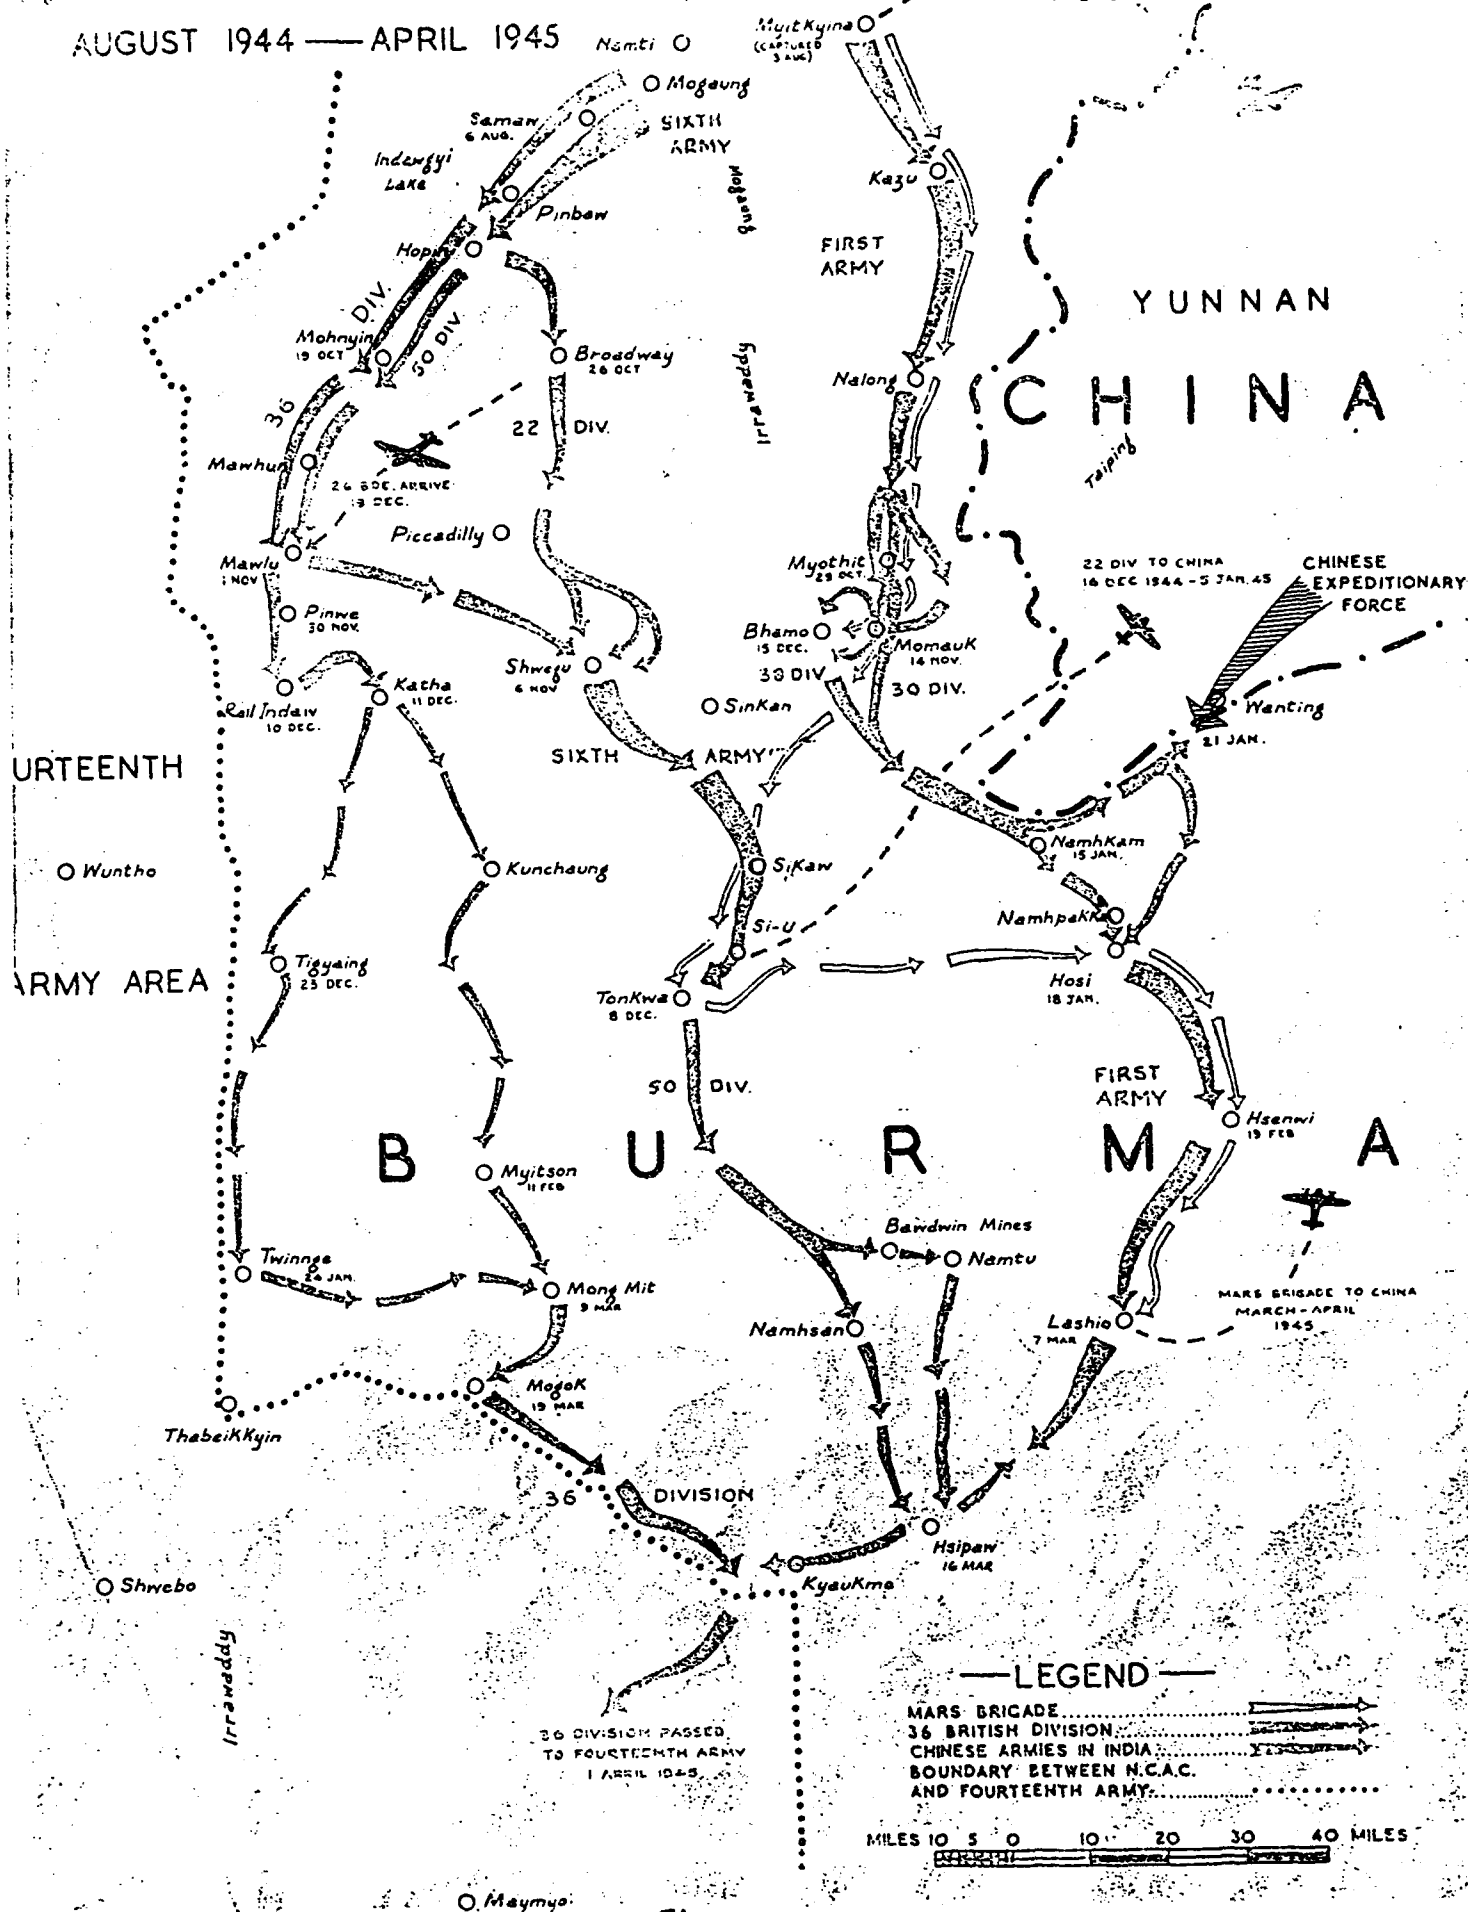 AUGUST 1944 — APRIL 1945
Namti
Myitkyina
(CAPTURED
3 AUG)
Mogaung
Samaw
6 AUG.
SIXTH
ARMY
Indawgyi
Lake
Mogaung
Kazu
Pinbaw
Hopin
FIRST
ARMY
DIV.
50 DIV.
YUNNAN
Mohnyin
19 OCT
Broadway
26 OCT
Irrawaddy
Nalong
CHINA
36
22 DIV.
Taiping
Mawhun
26 BDE. ARRIVE
Piccadilly
Mawlu
1 NOV
Myothit
29 OCT.
22 DIV TO CHINA
CHINESE
EXPEDITIONARY
FORCE
Pinwe
30 NOV.
Bhamo
15 DEC.
Momauk
14 NOV.
Shwegu
6 NOV
30 DIV.
Katha
11 DEC.
Rail Indaw
10 DEC.
Sinkan
Wanting
21 JAN.
SIXTH ARMY
URTEENTH
Namhkam
15 JAN.
Wuntho
Kunchaung
Sikaw
Namhpakka
Si-u
Tigyaing
ARMY AREA
Tonkwa
8 DEC.
Hosi
18 JAN.
50 DIV.
FIRST
ARMY
Hsenwi
19 FEB
BURMA
Myitson
11 FEB
Bawdwin Mines
Namtu
Twinnge
Mong Mit
9 MAR
MARS BRIGADE TO CHINA
MARCH-APRIL
1945
Namhsan
Lashio
7 MAR
Mogok
19 MAR
Thabeikkyin
36 DIVISION
Hsipaw
16 MAR
Kyaukme
Shwebo
Irrawaddy
36 DIVISION PASSED
TO FOURTEENTH ARMY
1 APRIL 1945
LEGEND
MARS BRIGADE
36 BRITISH DIVISION
CHINESE ARMIES IN INDIA
BOUNDARY BETWEEN N.C.A.C.
AND FOURTEENTH ARMY
MILES 10 5 0 10 20 30 40 MILES
Maymyo